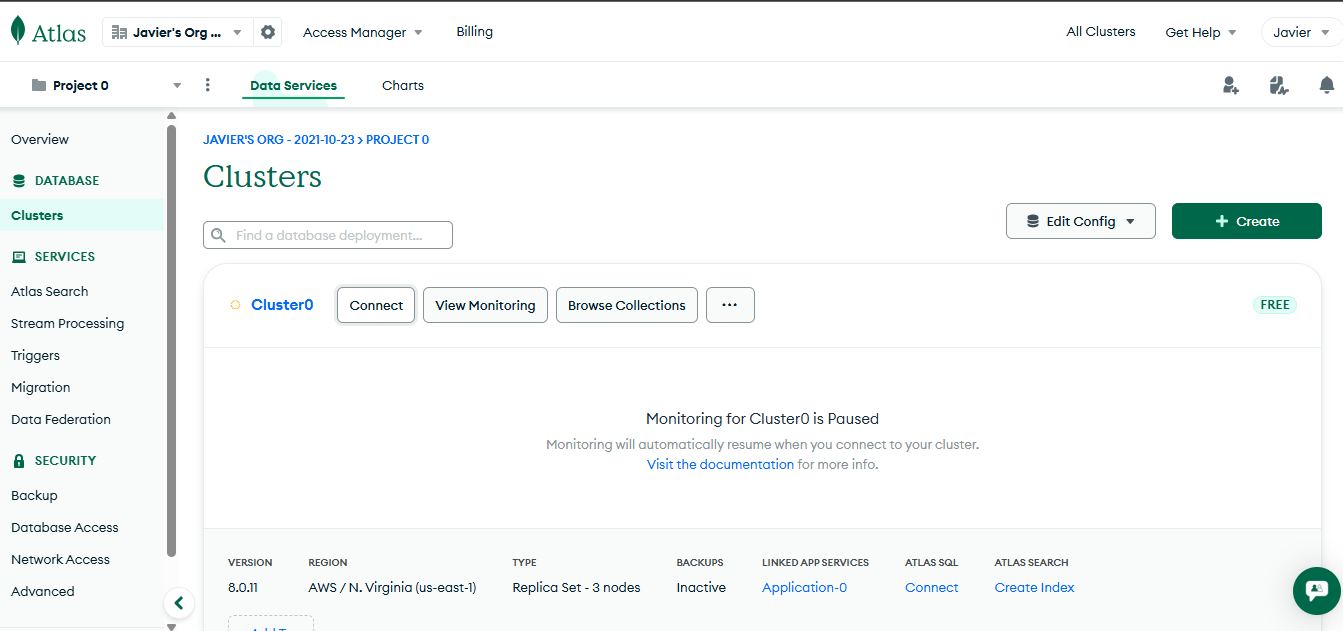 Atlas
Javier's Org ...
Access Manager
Billing
All Clusters
Get Help
Javier
Project 0
Data Services
Charts
Overview
DATABASE
Clusters
SERVICES
Atlas Search
Stream Processing
Triggers
Migration
Data Federation
SECURITY
Backup
Database Access
Network Access
Advanced
JAVIER'S ORG - 2021-10-23 > PROJECT 0
Clusters
Find a database deployment...
Edit Config
+ Create
Cluster0
Connect
View Monitoring
Browse Collections
...
FREE
Monitoring for Cluster0 is Paused
Monitoring will automatically resume when you connect to your cluster.
Visit the documentation for more info.
VERSION REGION TYPE BACKUPS LINKED APP SERVICES ATLAS SQL ATLAS SEARCH
8.0.11 AWS / N. Virginia (us-east-1) Replica Set - 3 nodes Inactive Application-0 Connect Create Index